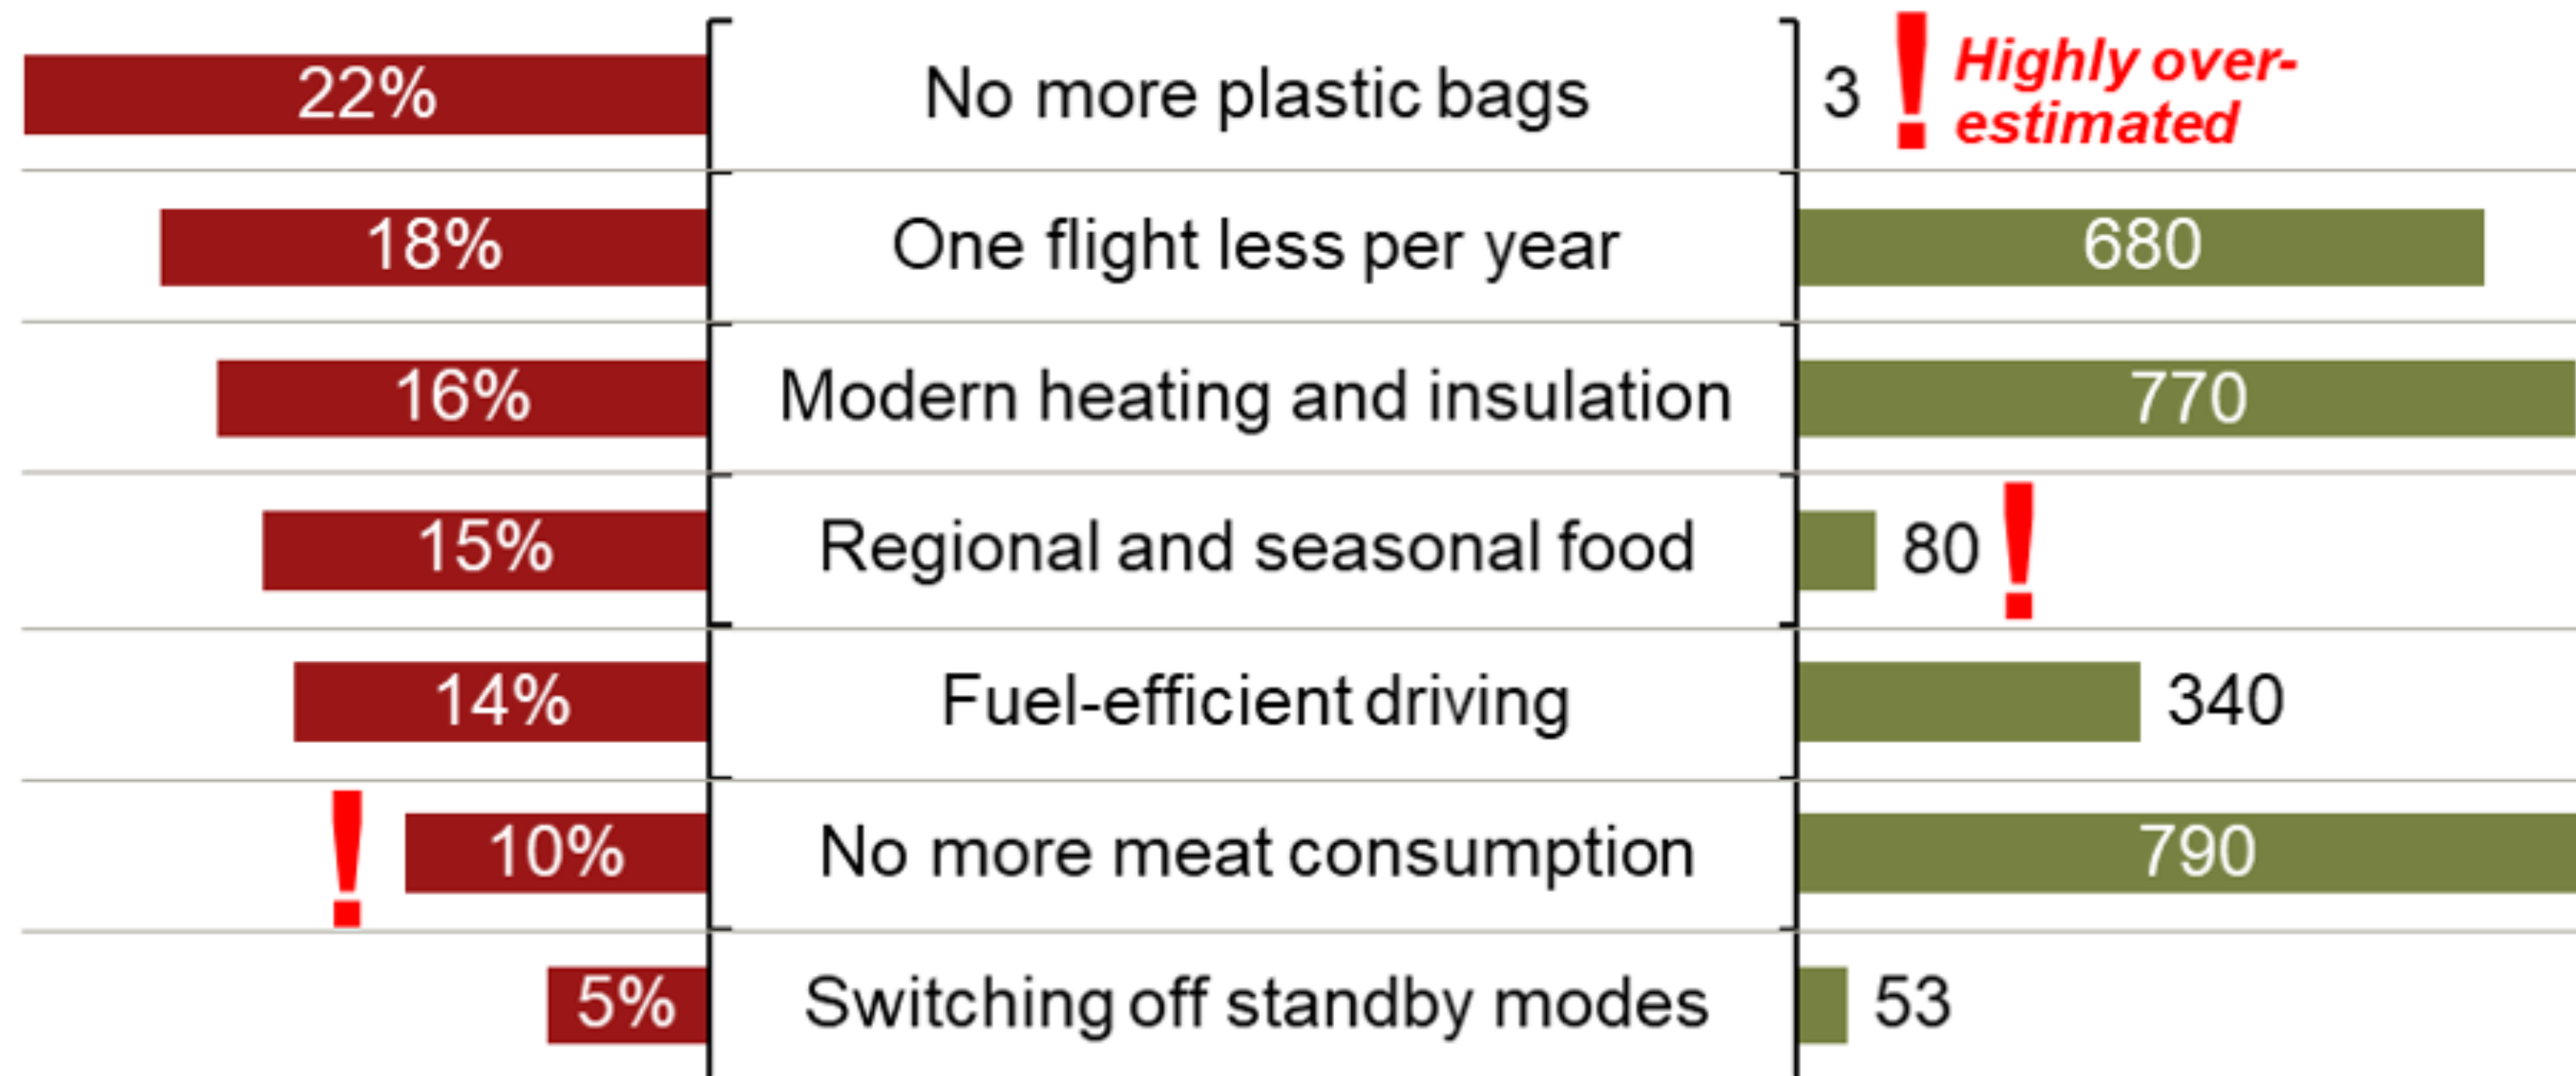 22% No more plastic bags 3 ! Highly over-
estimated
18% One flight less per year 680
16% Modern heating and insulation 770
15% Regional and seasonal food 80 !
14% Fuel-efficient driving 340
! 10% No more meat consumption 790
5% Switching off standby modes 53